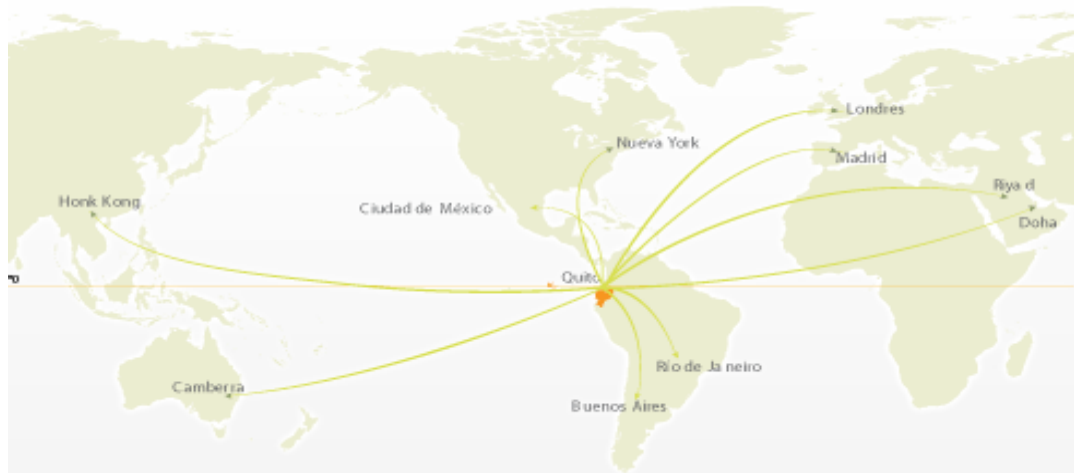 Londres
Nueva York
Madrid
Riya d
Honk Kong
Ciudad de México
Doha
Quito
Río de Ja neiro
Camberra
Buenos Aires